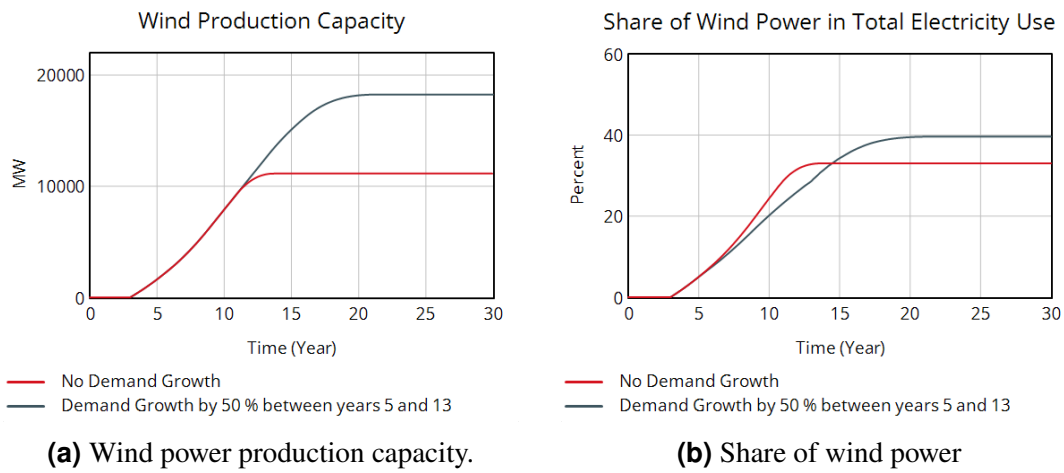 Wind Production Capacity
20000
10000
0
MW
0 5 10 15 20 25 30
Time (Year)
No Demand Growth
Demand Growth by 50 % between years 5 and 13
(a) Wind power production capacity.
Share of Wind Power in Total Electricity Use
60
40
20
0
Percent
0 5 10 15 20 25 30
Time (Year)
No Demand Growth
Demand Growth by 50 % between years 5 and 13
(b) Share of wind power